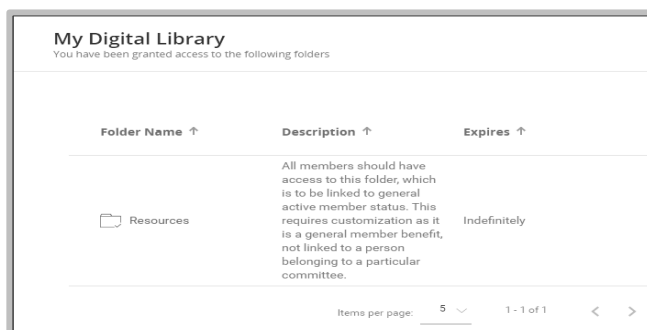 My Digital Library
You have been granted access to the following folders
Folder Name ↑ Description ↑ Expires ↑
All members should have
access to this folder, which
is to be linked to general
active member status. This
Resources requires customization as it Indefinitely
is a general member benefit,
not linked to a person
belonging to a particular
committee.
Items per page: 5 1 - 1 of 1 < >